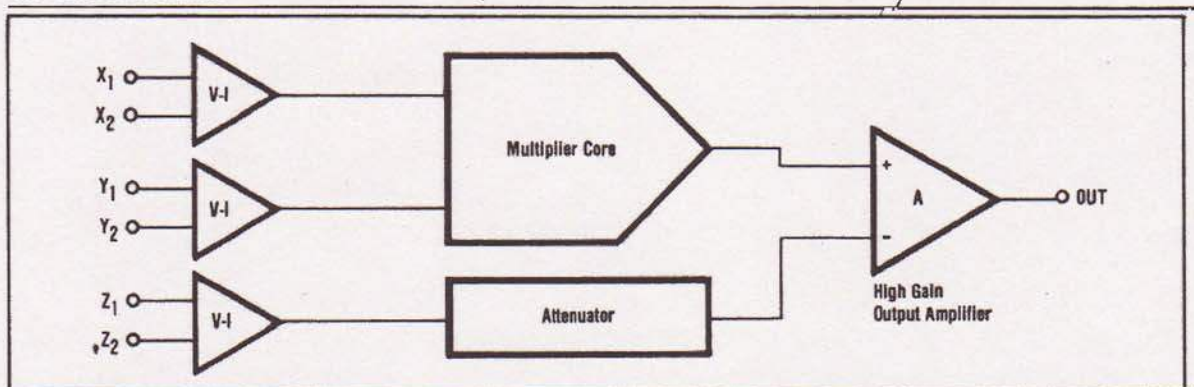 X1
X2
V-I
Y1
Y2
V-I
Z1
Z2
V-I
Multiplier Core
Attenuator
+
A
-
OUT
High Gain
Output Amplifier